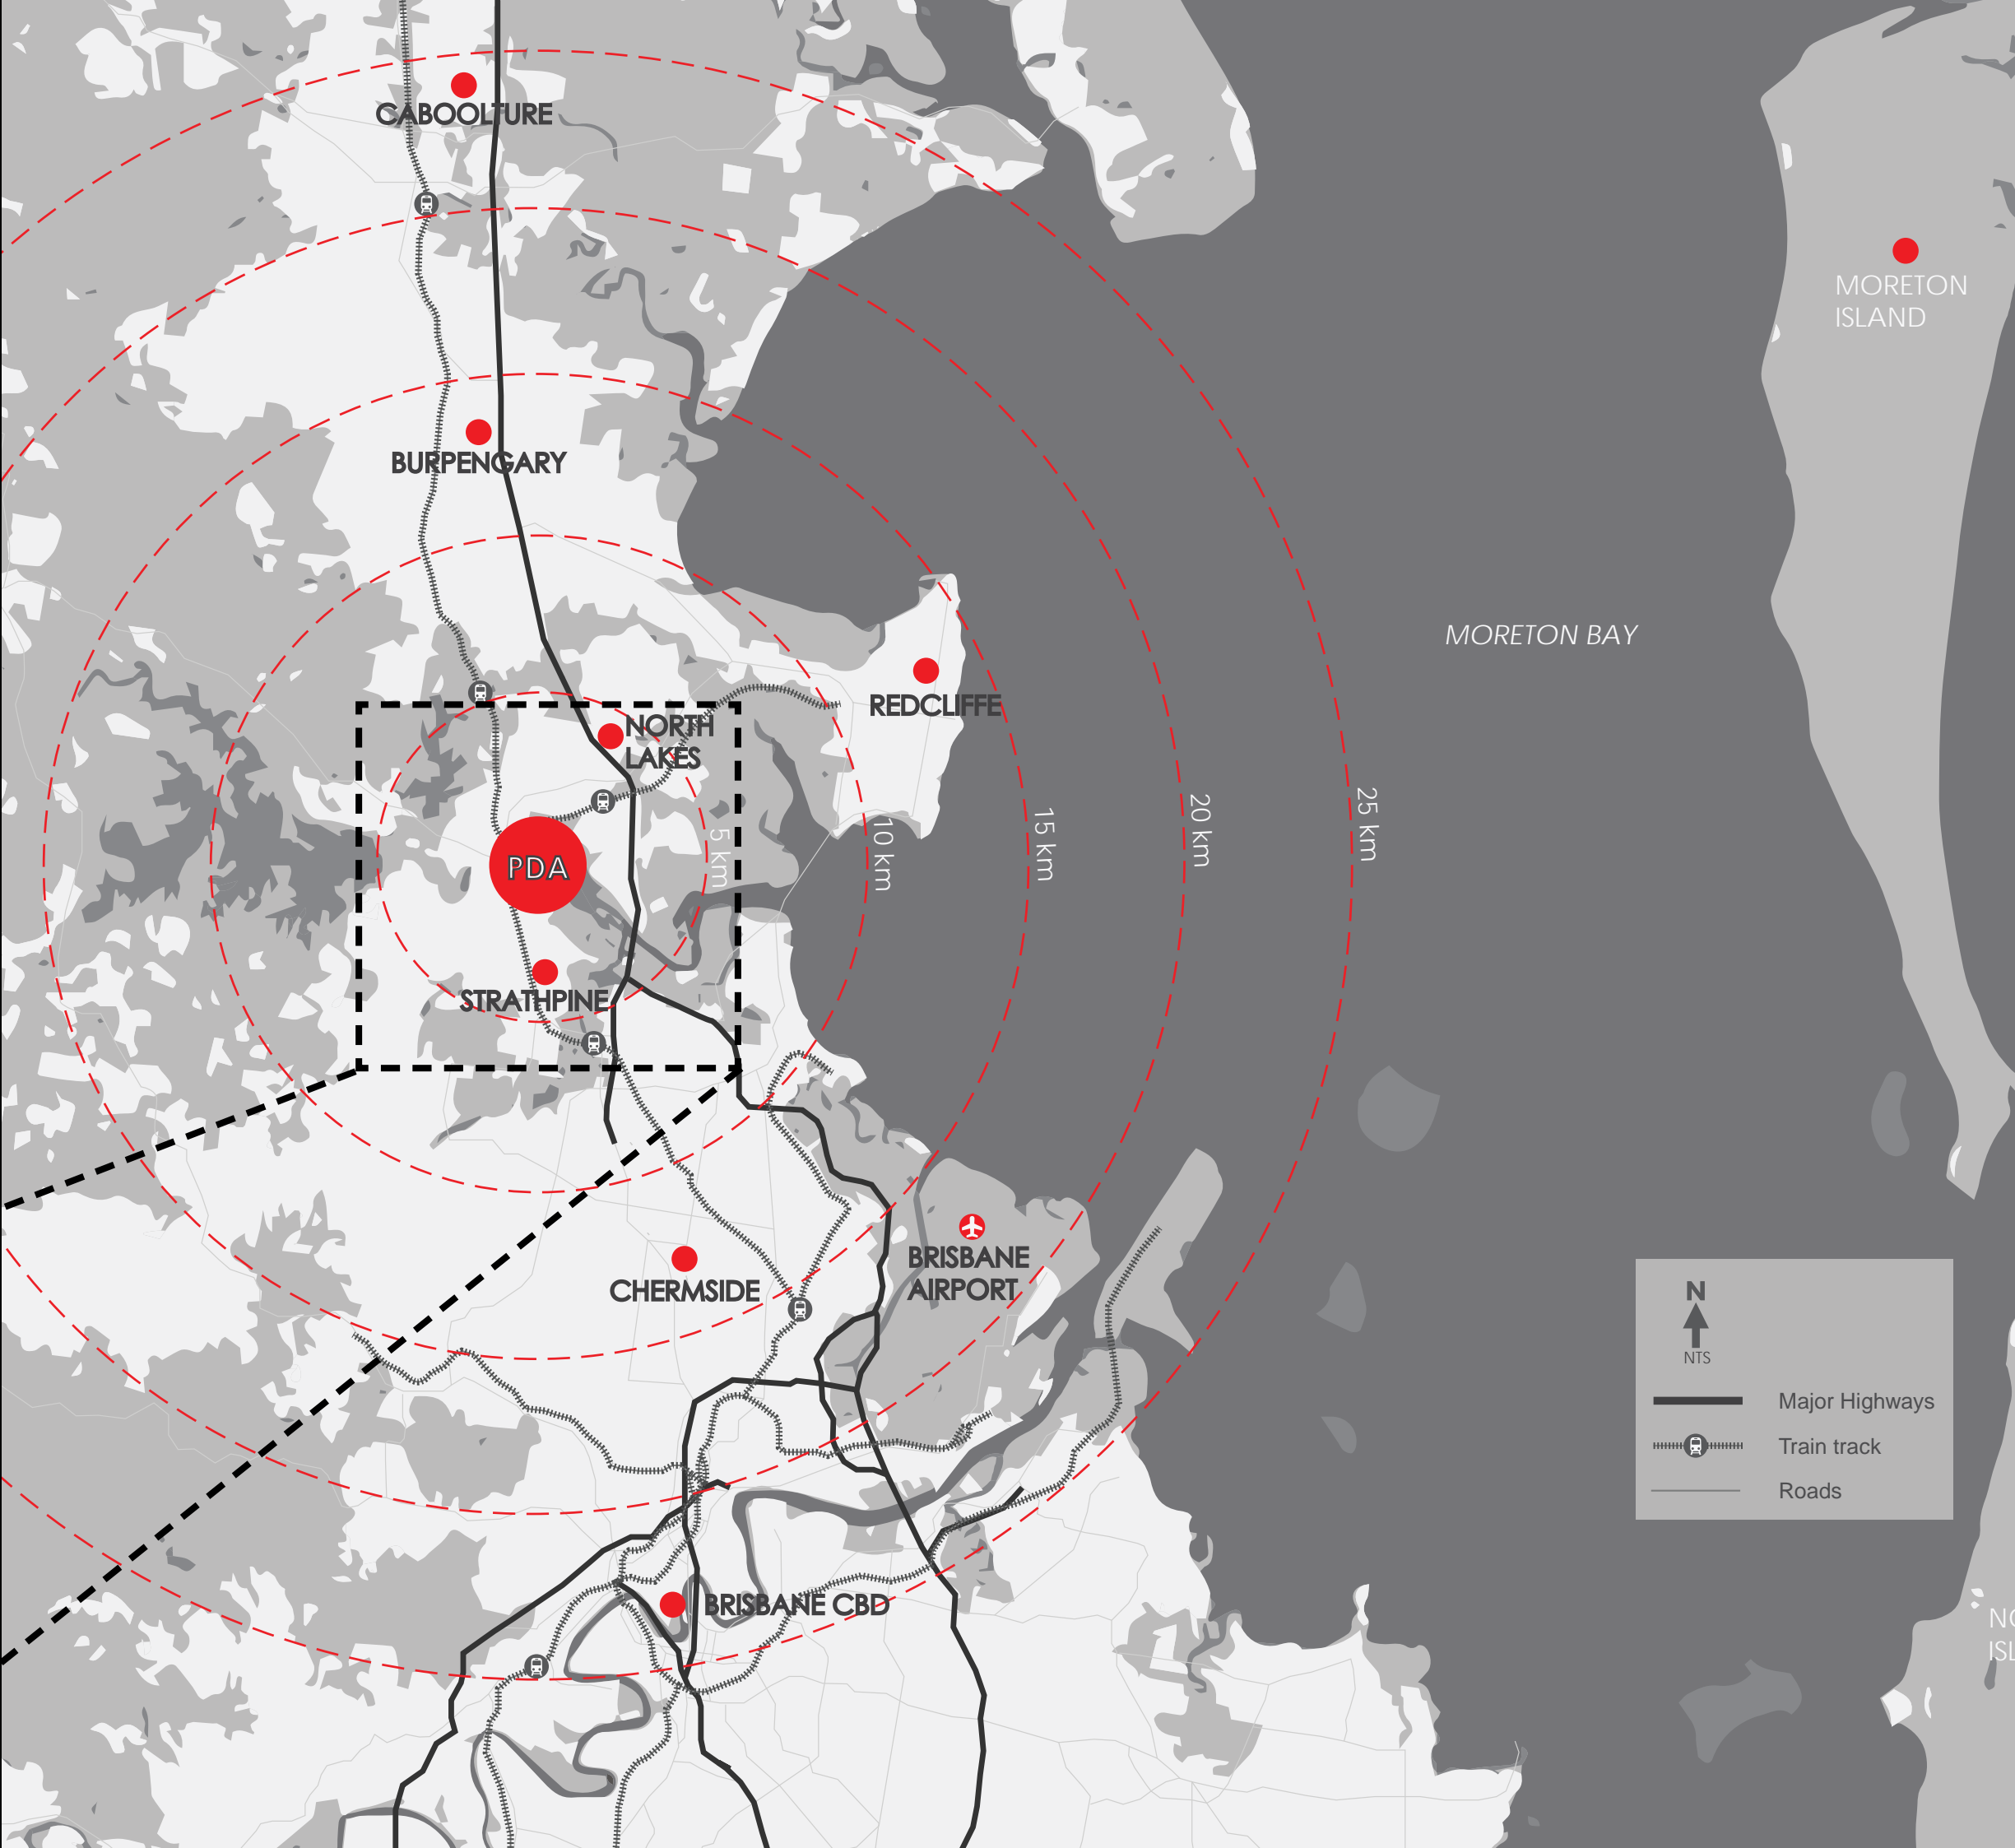 CABOOLTURE
MORETON
ISLAND
BURPENGARY
MORETON BAY
REDCLIFFE
NORTH
LAKES
PDA
5 km
10 km
15 km
20 km
25 km
STRATHPINE
BRISBANE
AIRPORT
CHERMSIDE
N
NTS
Major Highways
Train track
Roads
BRISBANE CBD